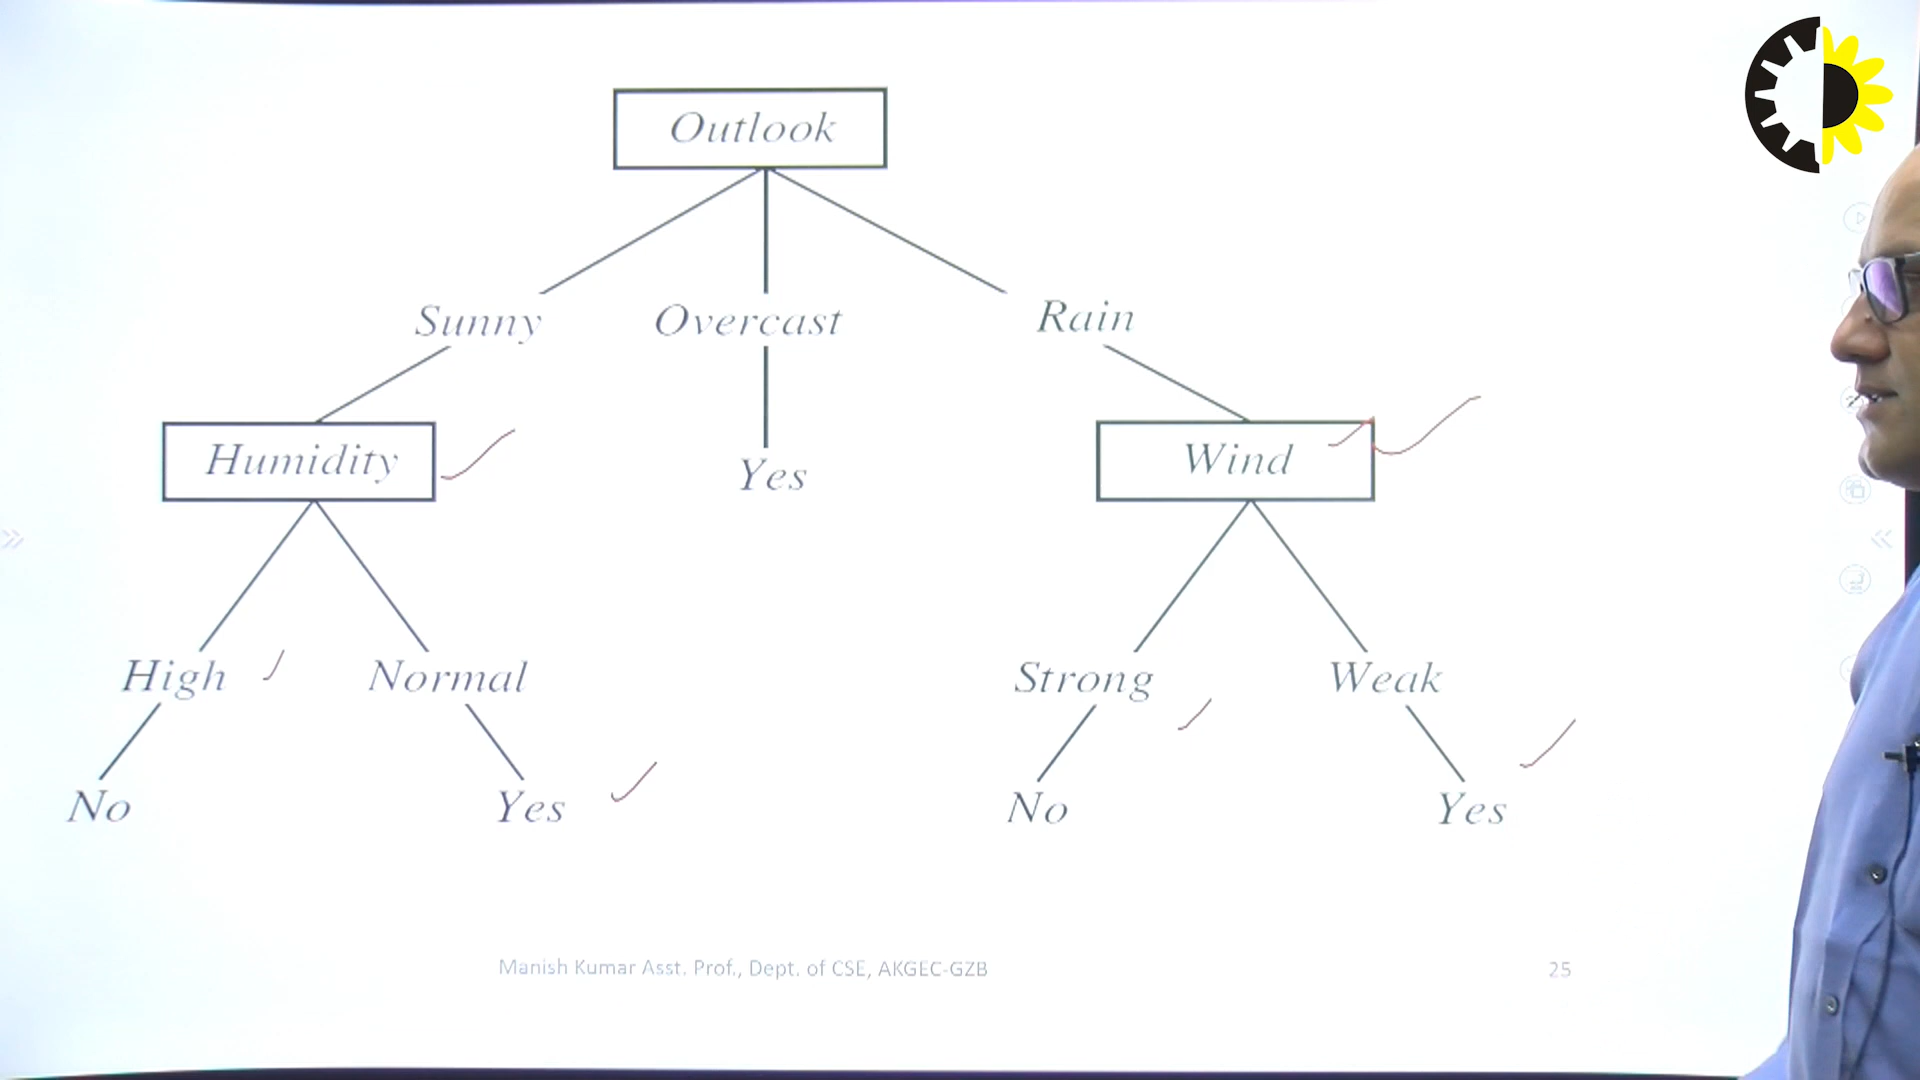 Outlook
Sunny Overcast Rain
Humidity Yes Wind
High Normal Strong Weak
No Yes No Yes
Manish Kumar Asst. Prof., Dept. of CSE, AKGEC-GZB 25